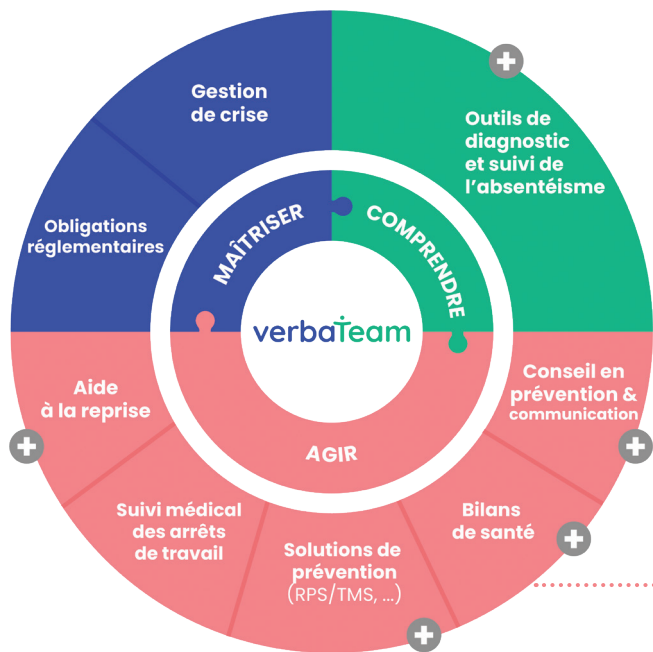 Gestion
de crise
Outils de
diagnostic
et suivi de
l'absentéisme
Obligations
réglementaires
MAÎTRISER
COMPRENDRE
verbaTeam
Conseil en
prévention &
communication
Aide
à la reprise
AGIR
Suivi médical
des arrêts
de travail
Bilans
de santé
Solutions de
prévention
(RPS/TMS, ...)